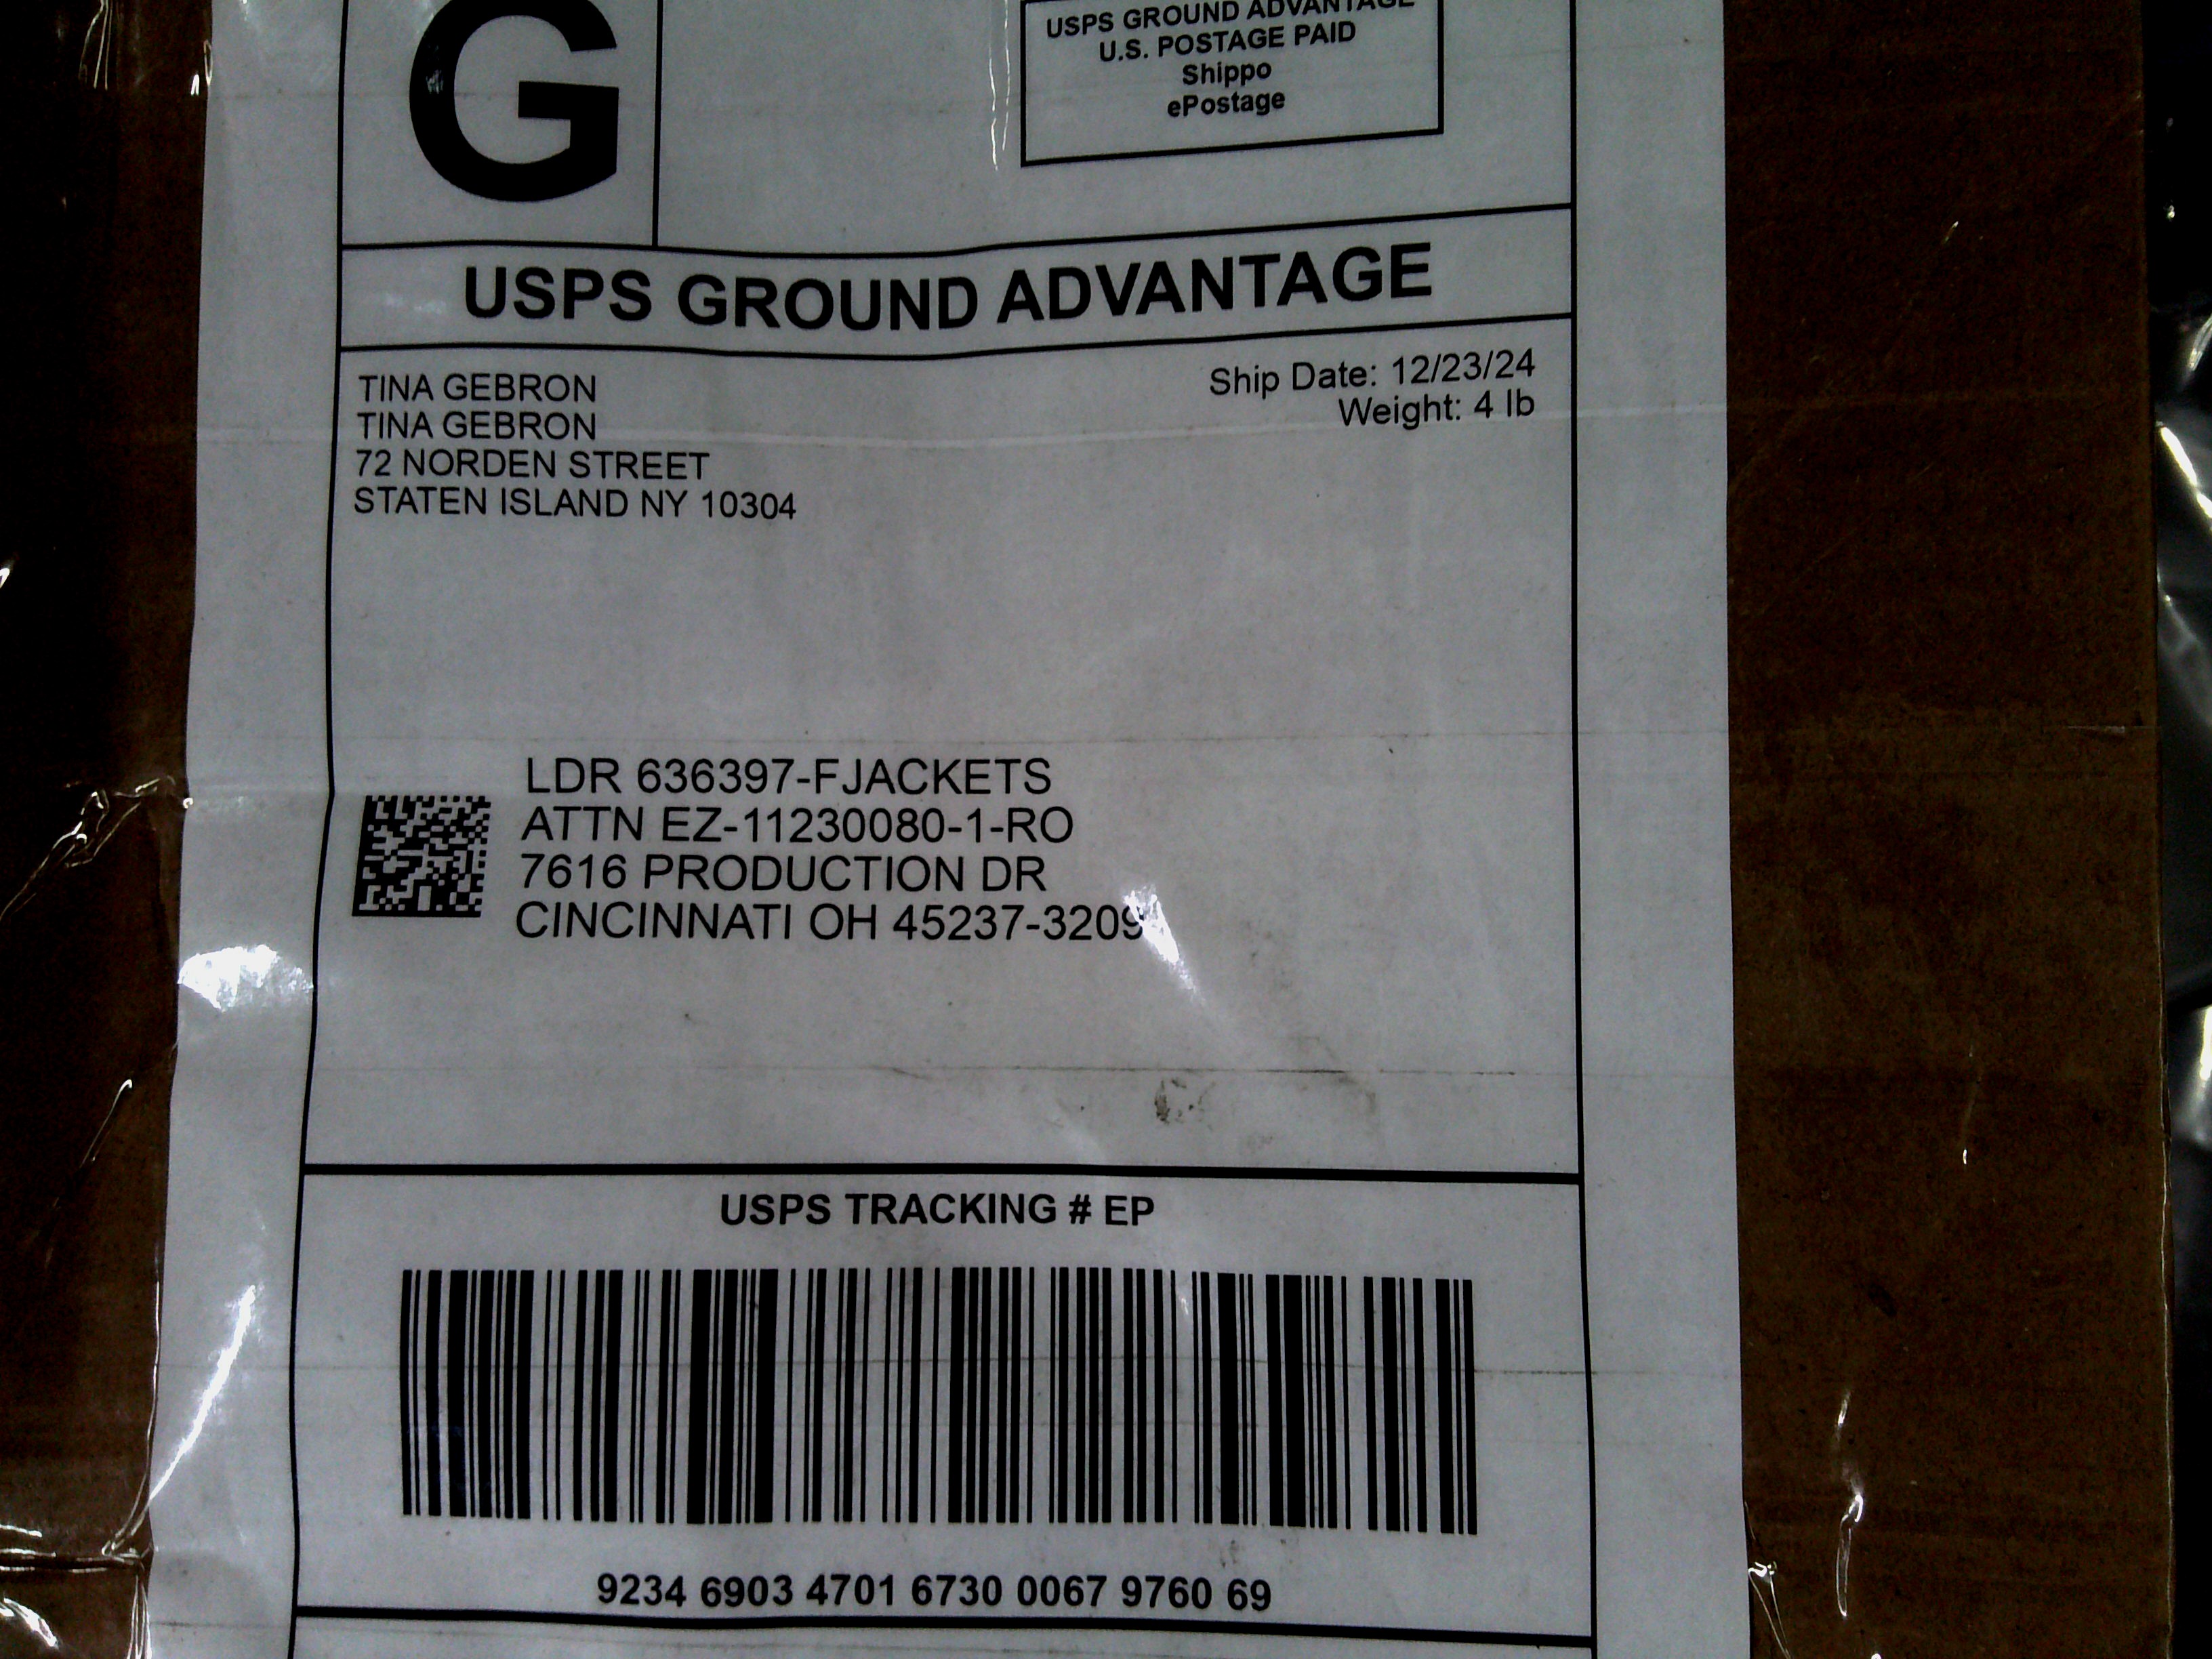 G
USPS GROUND ADVANTAGE
U.S. POSTAGE PAID
Shippo
ePostage
USPS GROUND ADVANTAGE
Ship Date: 12/23/24
Weight: 4 lb
TINA GEBRON
TINA GEBRON
72 NORDEN STREET
STATEN ISLAND NY 10304
LDR 636397-FJACKETS
ATTN EZ-11230080-1-RO
7616 PRODUCTION DR
CINCINNATI OH 45237-3209
USPS TRACKING # EP
9234 6903 4701 6730 0067 9760 69